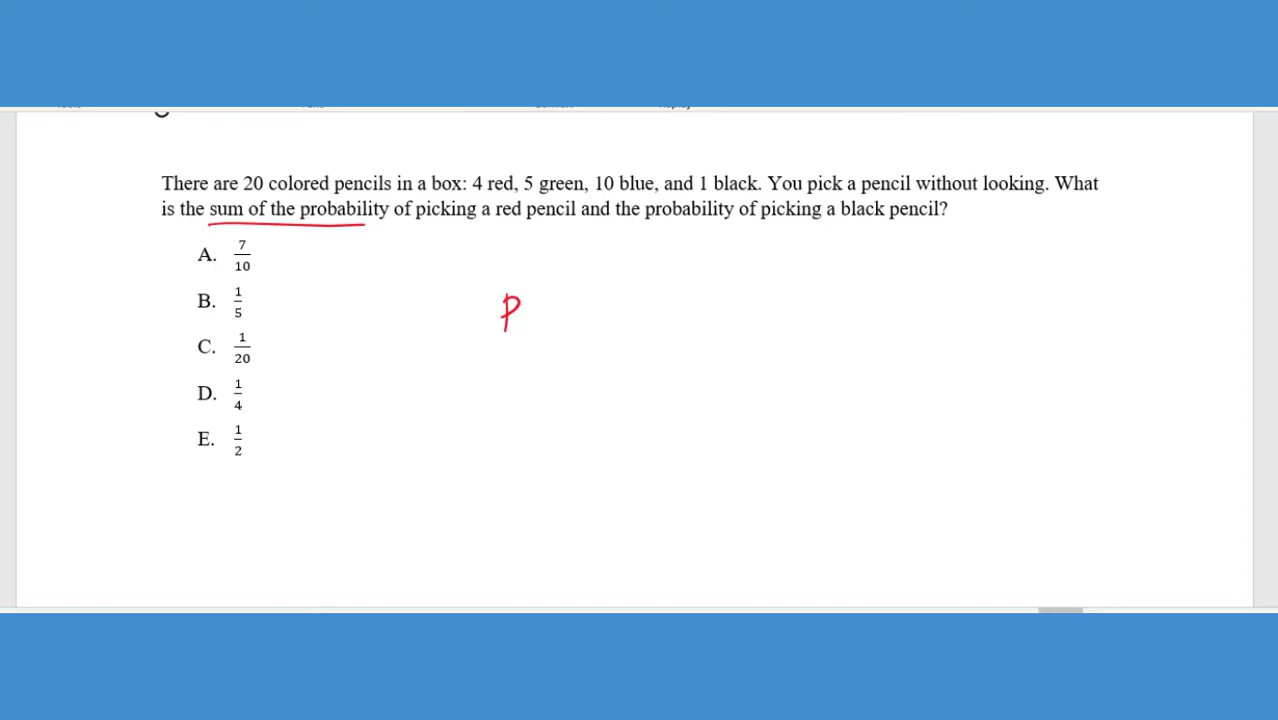 There are 20 colored pencils in a box: 4 red, 5 green, 10 blue, and 1 black. You pick a pencil without looking. What
is the sum of the probability of picking a red pencil and the probability of picking a black pencil?
A. 7/10
B. 1/5
C. 1/20
D. 1/4
E. 1/2
P